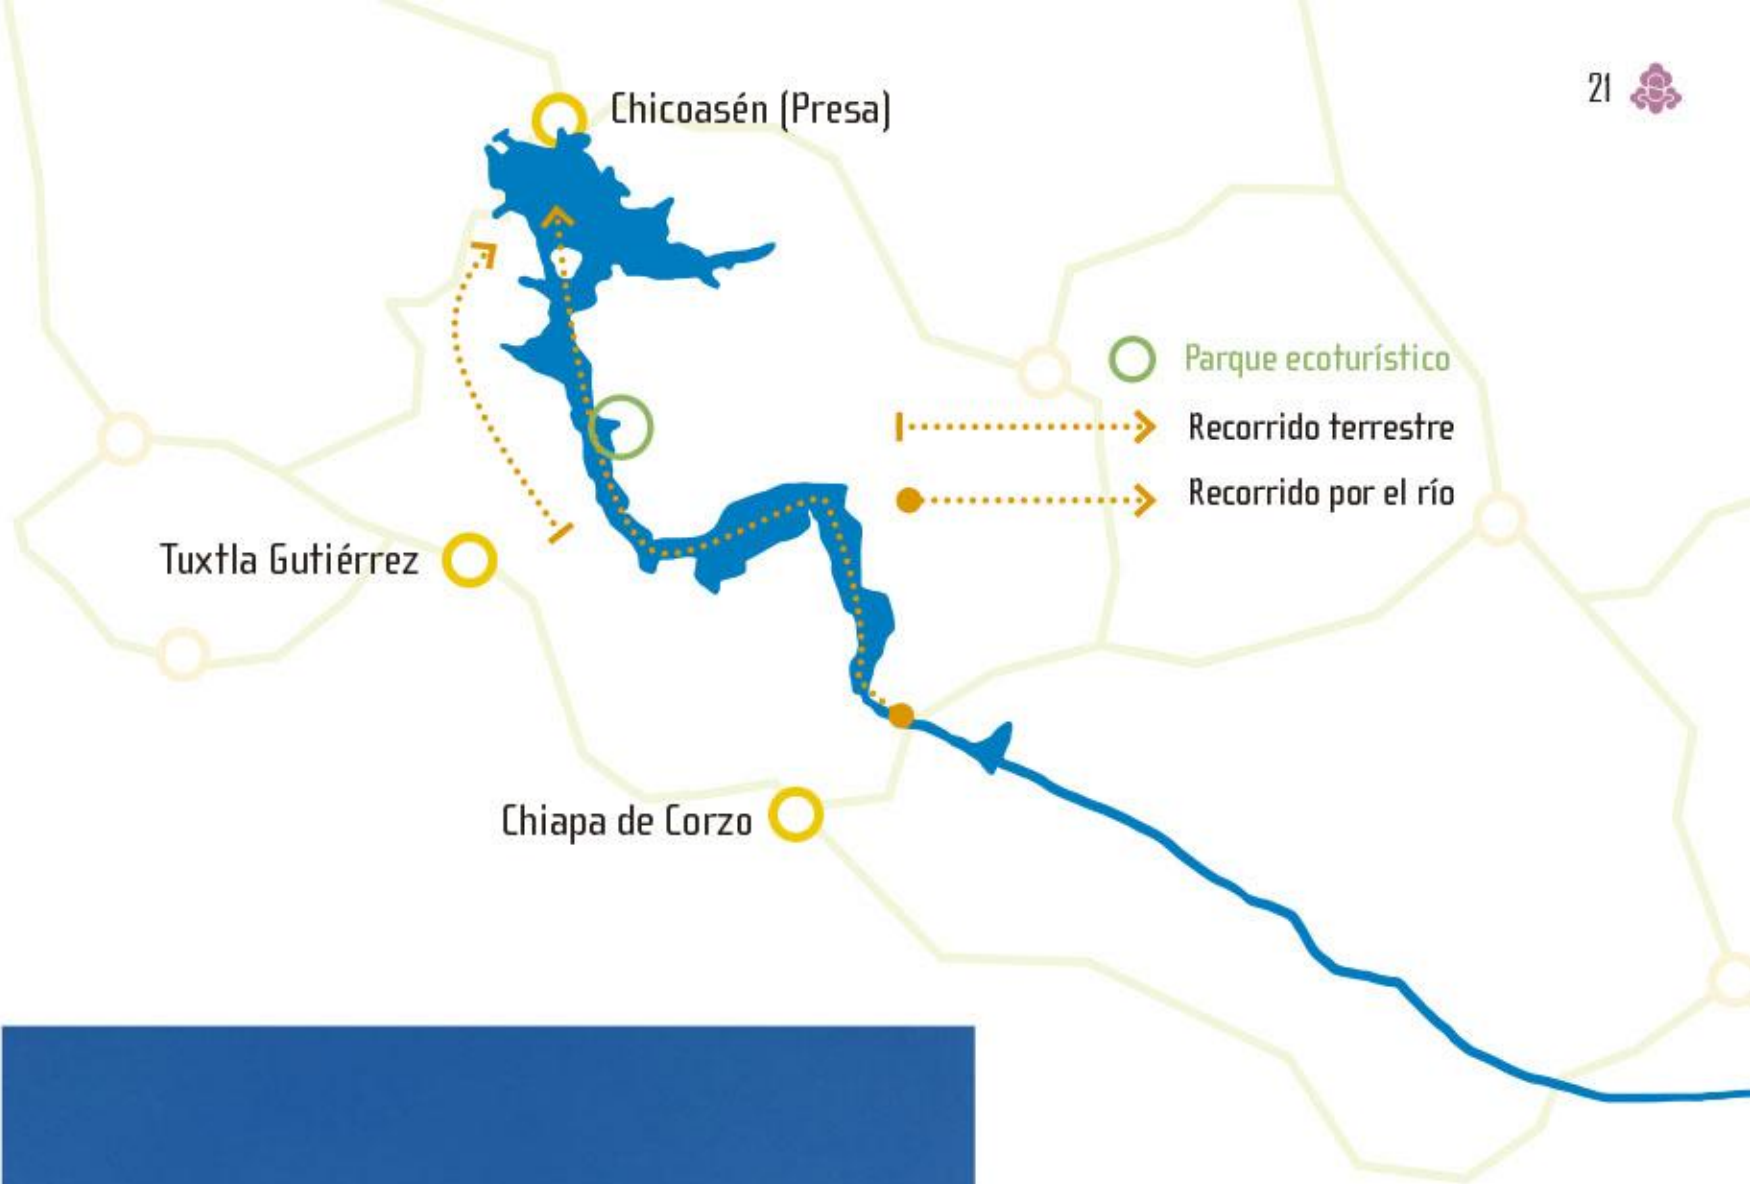 21
Chicoasén (Presa)
Parque ecoturístico
Recorrido terrestre
Recorrido por el río
Tuxtla Gutiérrez
Chiapa de Corzo